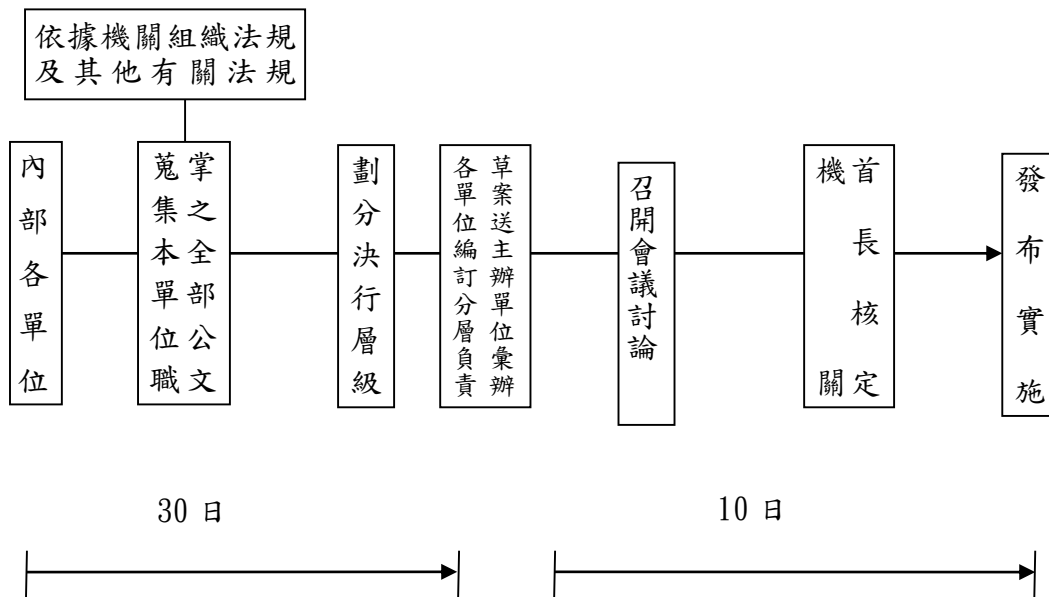 依據機關組織法規
及其他有關法規
內部各單位
蒐集本單位職
掌之全部公文
劃分決行層級
各單位編訂分層負責
草案送主辦單位彙辦
召開會議討論
機關
首長核定
發布實施
30 日
10 日